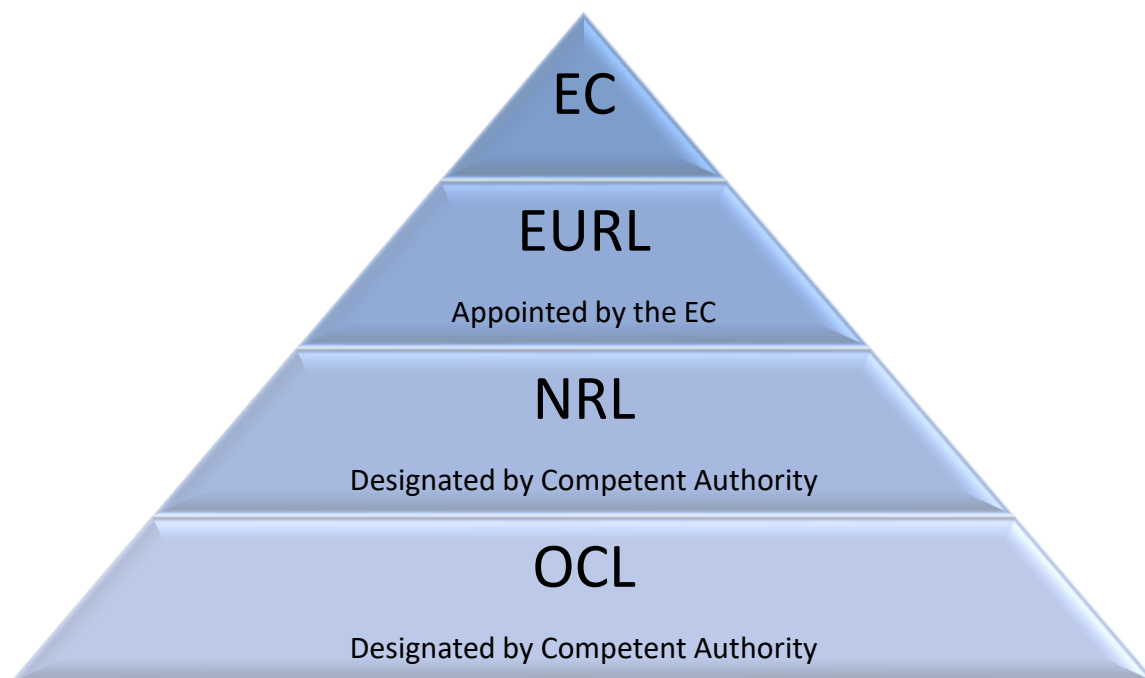 EC
EURL
Appointed by the EC
NRL
Designated by Competent Authority
OCL
Designated by Competent Authority